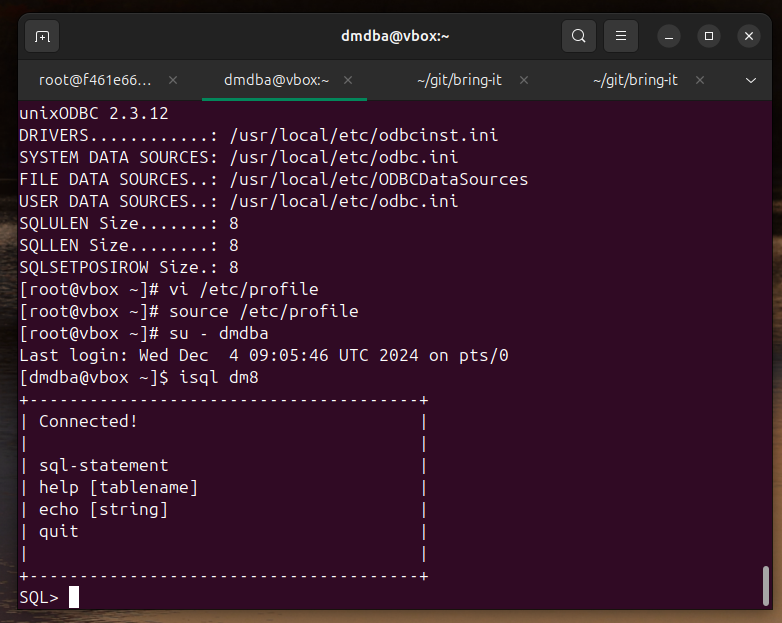 dmdba@vbox:~
root@f461e66...
dmdba@vbox:~
~/git/bring-it
~/git/bring-it
unixODBC 2.3.12
DRIVERS............: /usr/local/etc/odbcinst.ini
SYSTEM DATA SOURCES: /usr/local/etc/odbc.ini
FILE DATA SOURCES..: /usr/local/etc/ODBCDataSources
USER DATA SOURCES..: /usr/local/etc/odbc.ini
SQLULEN Size.......: 8
SQLLEN Size........: 8
SQLSETPOSIROW Size.: 8
[root@vbox ~]# vi /etc/profile
[root@vbox ~]# source /etc/profile
[root@vbox ~]# su - dmdba
Last login: Wed Dec  4 09:05:46 UTC 2024 on pts/0
[dmdba@vbox ~]$ isql dm8
+---------------------------------------+
| Connected!                            |
|                                       |
| sql-statement                         |
| help [tablename]                      |
| echo [string]                         |
| quit                                  |
|                                       |
+---------------------------------------+
SQL>